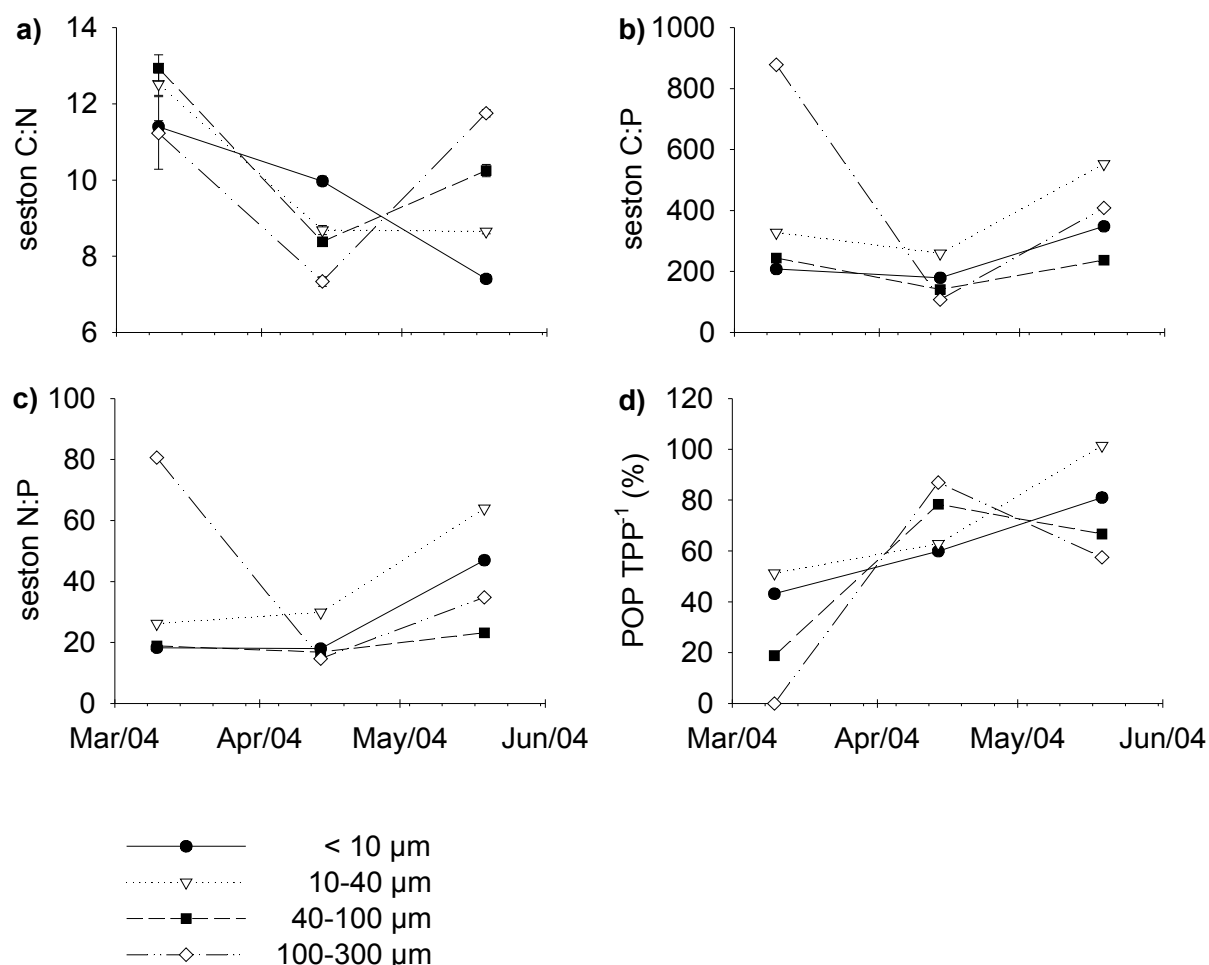 a)
14
12
10
8
6
seston C:N
b)
1000
800
600
400
200
0
seston C:P
c)
100
80
60
40
20
0
seston N:P
Mar/04 Apr/04 May/04 Jun/04
d)
120
100
80
60
40
20
0
POP TPP⁻¹ (%)
Mar/04 Apr/04 May/04 Jun/04
< 10 µm
10-40 µm
40-100 µm
100-300 µm